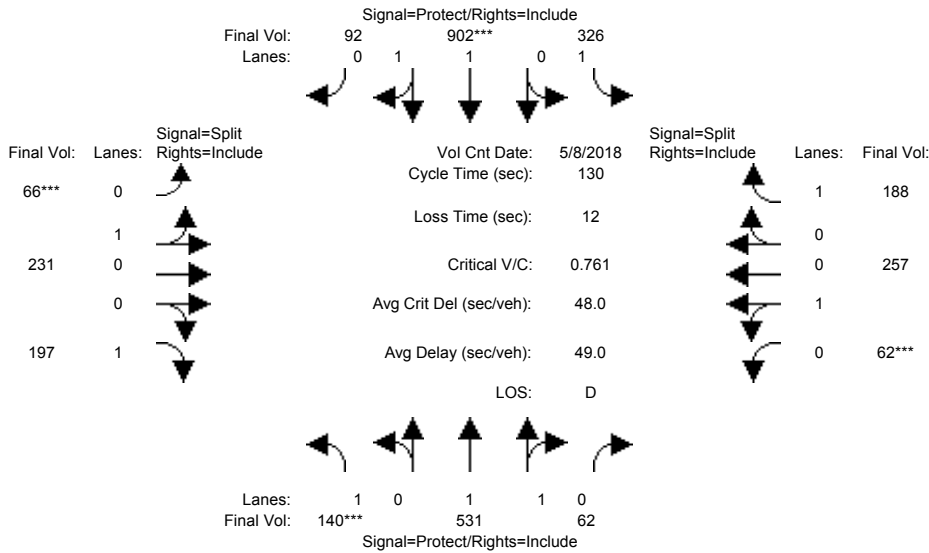 Signal=Protect/Rights=Include
Final Vol: 92 902*** 326
Lanes: 0 1 1 0 1
Signal=Split Signal=Split
Final Vol: Lanes: Rights=Include Vol Cnt Date: 5/8/2018 Rights=Include Lanes: Final Vol:
Cycle Time (sec): 130
66*** 0 1 188
Loss Time (sec): 12
1 0
231 0 Critical V/C: 0.761 0 257
0 Avg Crit Del (sec/veh): 48.0 1
197 1 Avg Delay (sec/veh): 49.0 0 62***
LOS: D
Lanes: 1 0 1 1 0
Final Vol: 140*** 531 62
Signal=Protect/Rights=Include